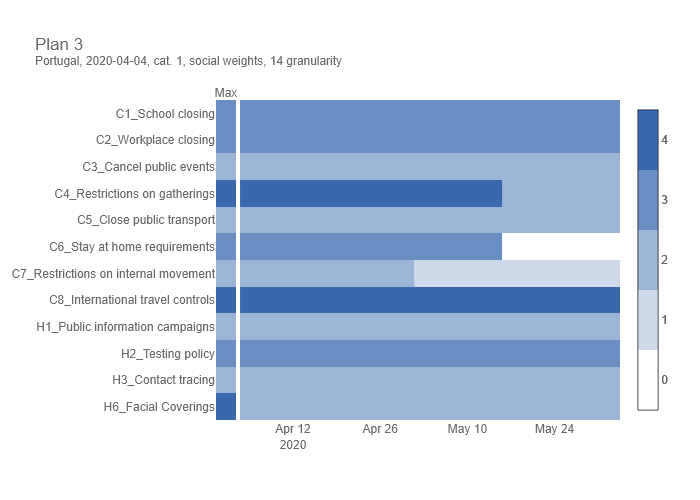 Plan 3
Portugal, 2020-04-04, cat. 1, social weights, 14 granularity
Max
C1_School closing
C2_Workplace closing
C3_Cancel public events
C4_Restrictions on gatherings
C5_Close public transport
C6_Stay at home requirements
C7_Restrictions on internal movement
C8_International travel controls
H1_Public information campaigns
H2_Testing policy
H3_Contact tracing
H6_Facial Coverings
Apr 12 Apr 26 May 10 May 24
2020
4
3
2
1
0